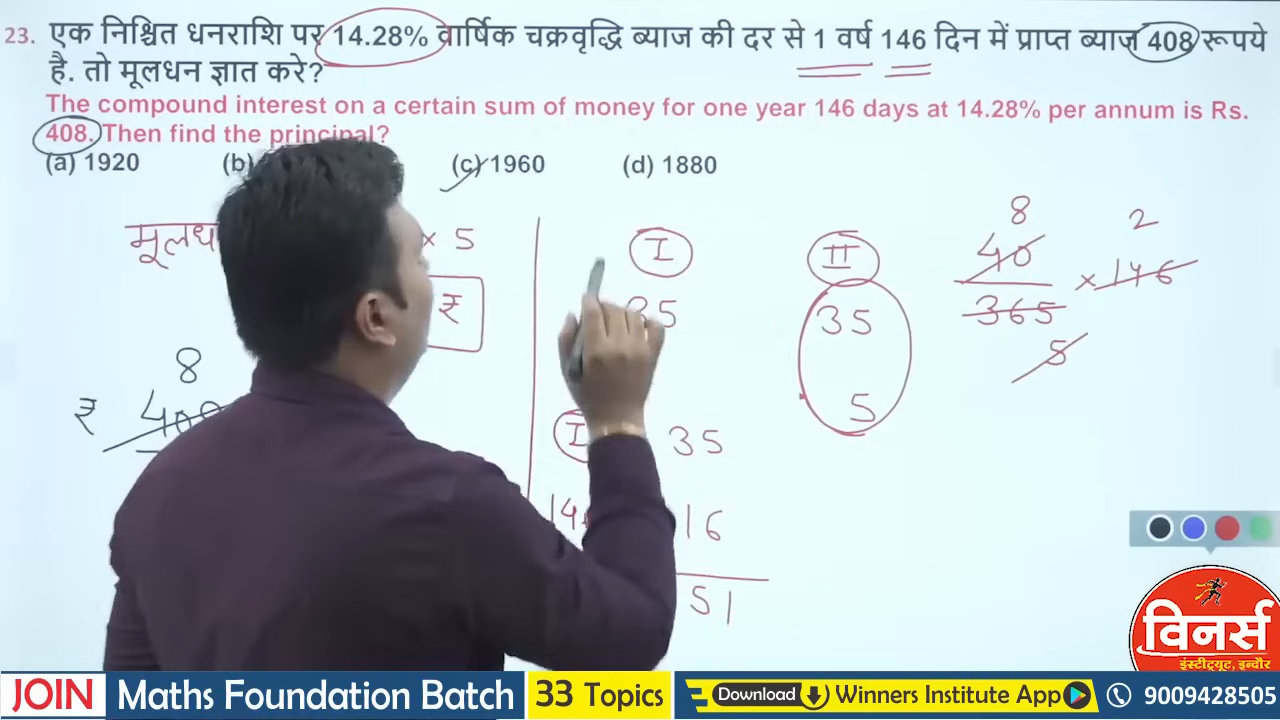 23. एक निश्चित धनराशि पर 14.28% वार्षिक चक्रवृद्धि ब्याज की दर से 1 वर्ष 146 दिन में प्राप्त ब्याज 408 रूपये
है. तो मूलधन ज्ञात करे?
The compound interest on a certain sum of money for one year 146 days at 14.28% per annum is Rs.
408. Then find the principal?
(a) 1920 (b) (c) 1960 (d) 1880
× 5
₹
8
₹
I
35
I 35
16
51
II
35
5
8 2
40
365 × 146
5
विनर्स
इंस्टीट्यूट, इन्दौर
JOIN Maths Foundation Batch 33 Topics Download Winners Institute App 9009428505